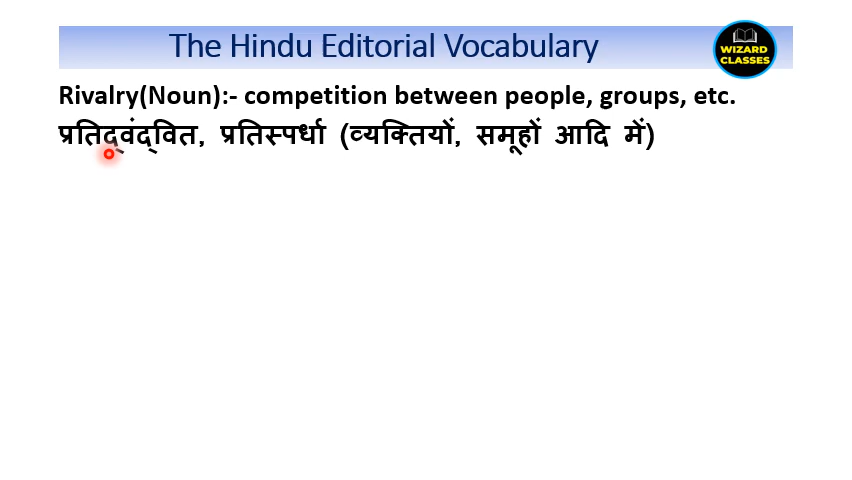 The Hindu Editorial Vocabulary
WIZARD
CLASSES
Rivalry(Noun):- competition between people, groups, etc.
प्रतिद्वंद्वित, प्रतिस्पर्धा (व्यक्तियों, समूहों आदि में)